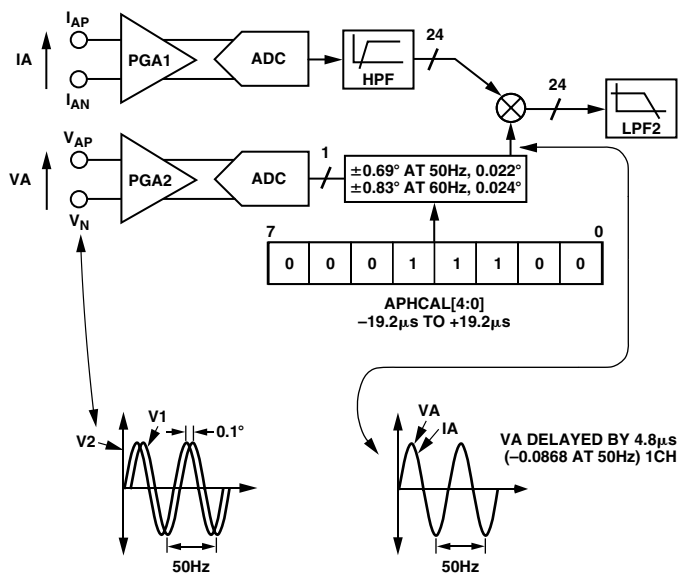 IAP
IA
IAN
PGA1
ADC
HPF
24
24
LPF2
VAP
VA
VN
PGA2
ADC
1
±0.69° AT 50Hz, 0.022°
±0.83° AT 60Hz, 0.024°
7 0
0 0 0 1 1 1 0 0
APHCAL[4:0]
–19.2μs TO +19.2μs
V2
V1
0.1°
50Hz
VA
IA
50Hz
VA DELAYED BY 4.8μs
(–0.0868 AT 50Hz) 1CH